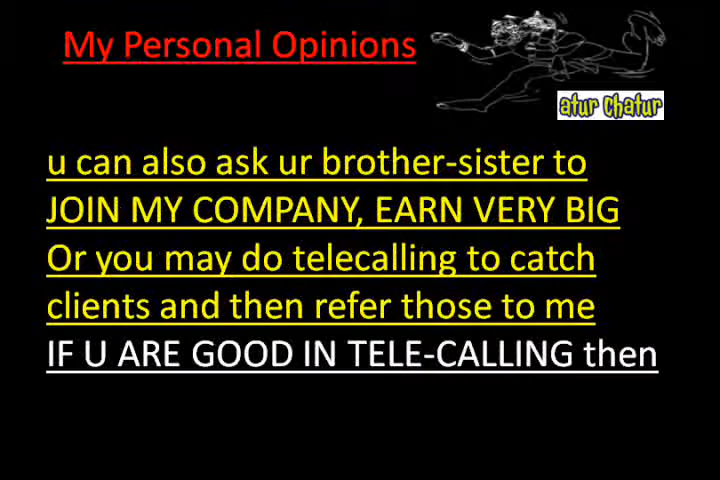 My Personal Opinions
atur chatur
u can also ask ur brother-sister to
JOIN MY COMPANY, EARN VERY BIG
Or you may do telecalling to catch
clients and then refer those to me
IF U ARE GOOD IN TELE-CALLING then